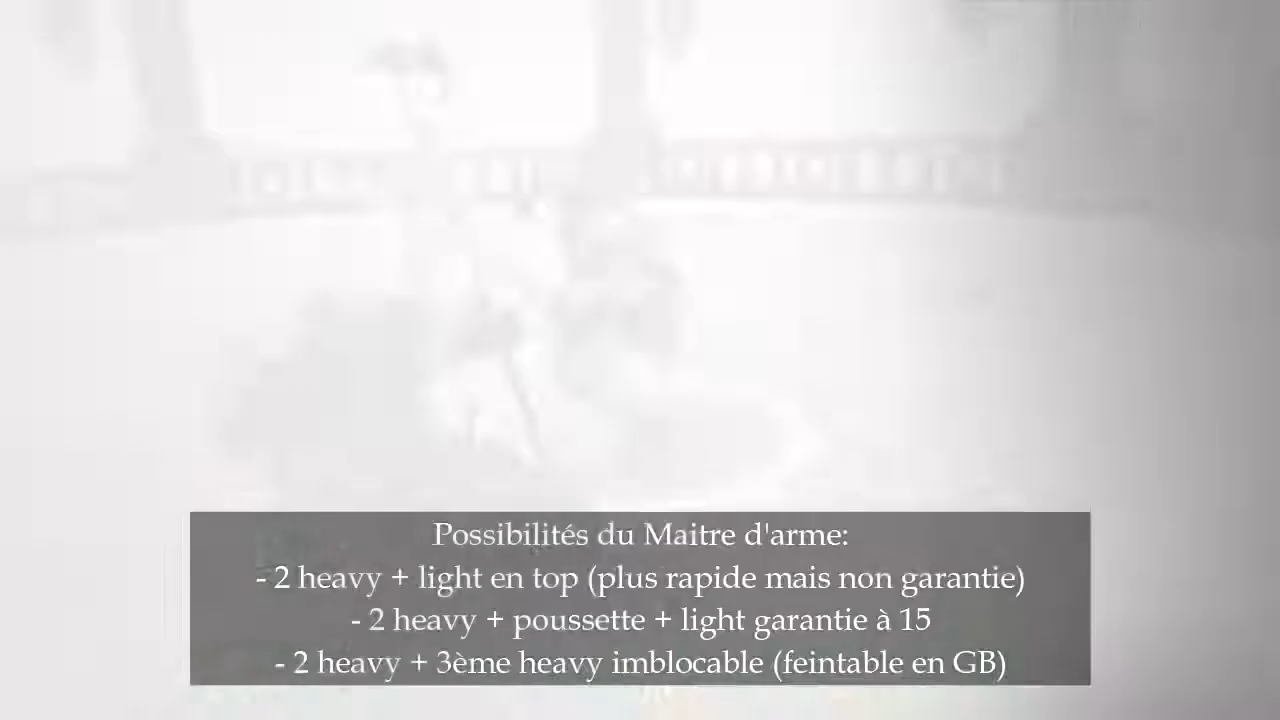 Possibilités du Maitre d'arme:
- 2 heavy + light en top (plus rapide mais non garantie)
- 2 heavy + poussette + light garantie à 15
- 2 heavy + 3ème heavy imblocable (feintable en GB)